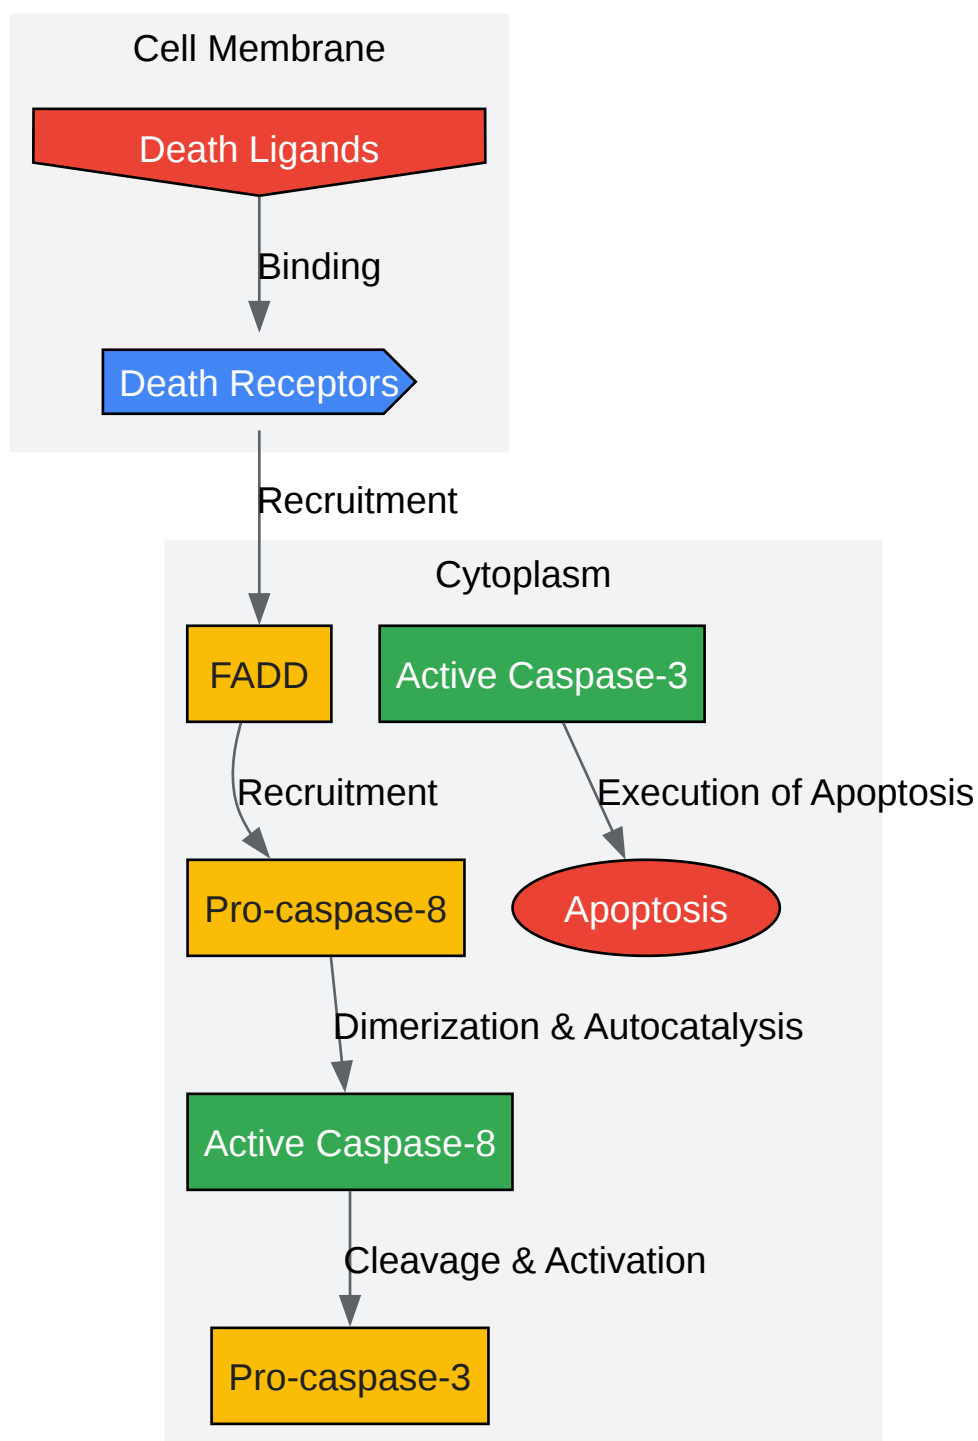 Cell Membrane
Death Ligands
Binding
Death Receptors
Recruitment
Cytoplasm
FADD
Active Caspase-3
Recruitment
Execution of Apoptosis
Pro-caspase-8
Apoptosis
Dimerization & Autocatalysis
Active Caspase-8
Cleavage & Activation
Pro-caspase-3